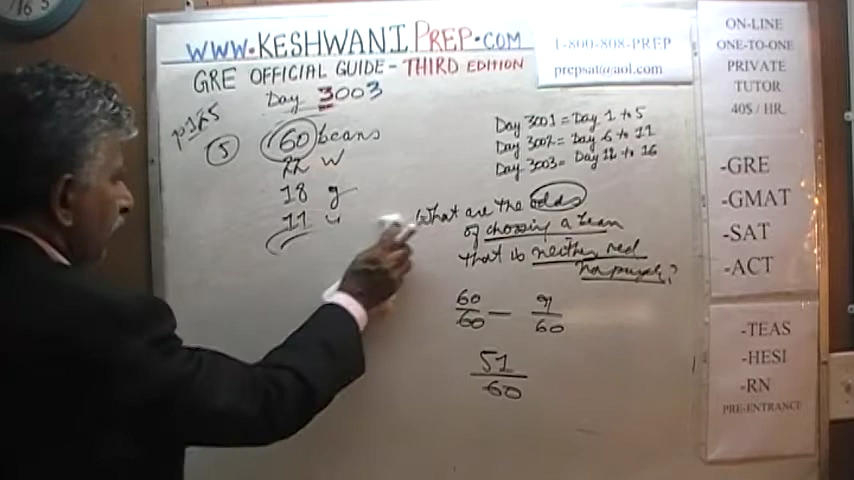 WWW.KESHWANIPREP.COM
GRE OFFICIAL GUIDE - THIRD EDITION
1-800-808-PREP
prepsat@aol.com
Day 3003
p125
5
60 beans
22 W
18 g
11
Day 3001 = Day 1 to 5
Day 3002 = Day 6 to 11
Day 3003 = Day 12 to 16
What are the odds
of choosing a bean
that is neither red
nor purple?
60/60 - 9/60
51/60
ON-LINE
ONE-TO-ONE
PRIVATE
TUTOR
40$ / HR.
-GRE
-GMAT
-SAT
-ACT
-TEAS
-HESI
-RN
PRE-ENTRANCE